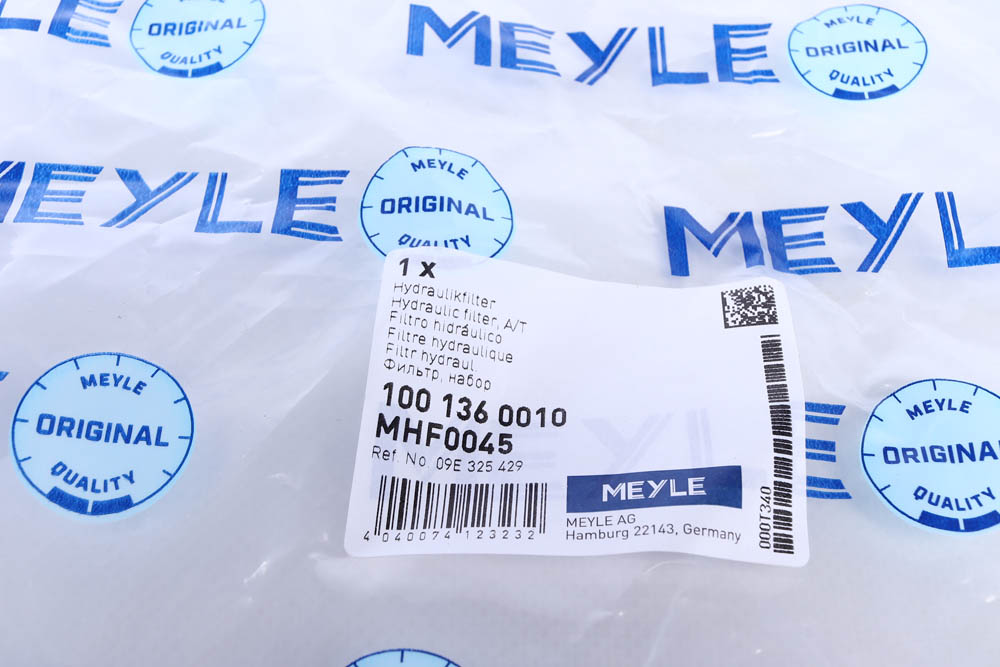 MEYLE
ORIGINAL
QUALITY
MEYLE
MEYLE
ORIGINAL
QUALITY
MEYLE
MEYLE
ORIGINAL
QUALITY
MEYLE
MEYLE
ORIGINAL
QUALITY
MEYLE
ORIGINAL
QUALITY
1 X
Hydraulikfilter
Hydraulic filter, A/T
Filtro hidráulico
Filtre hydraulique
Filtr hydraul.
Фильтр, набор
100 136 0010
MHF0045
Ref. No. 09E 325 429
4 040074 123232
MEYLE
MEYLE AG
Hamburg 22143, Germany
000T340